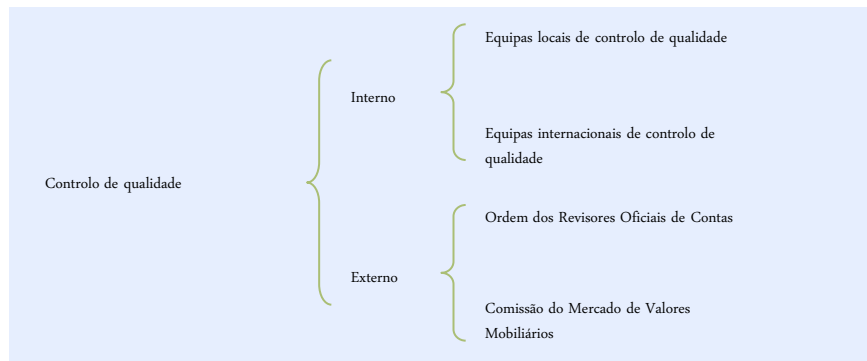 Equipas locais de controlo de qualidade
Interno
Equipas internacionais de controlo de
qualidade
Controlo de qualidade
Ordem dos Revisores Oficiais de Contas
Externo
Comissão do Mercado de Valores
Mobiliários